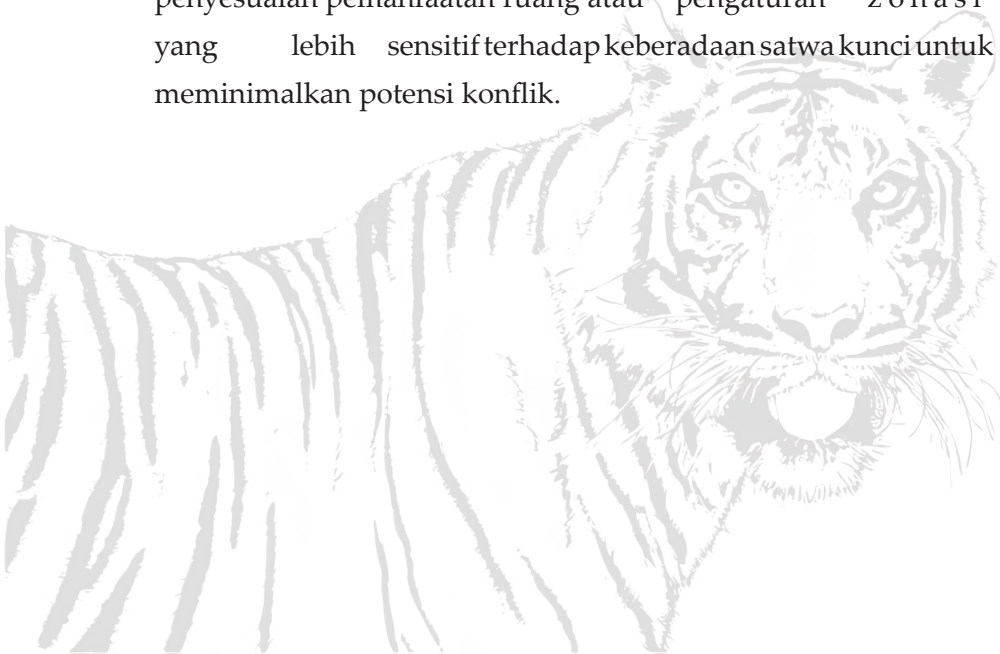 penyesuaian pemanfaatan ruang atau pengaturan zonasi
yang lebih sensitif terhadap keberadaan satwa kunci untuk
meminimalkan potensi konflik.